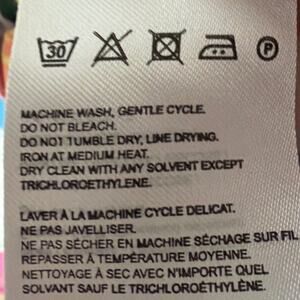 30
P
MACHINE WASH, GENTLE CYCLE.
DO NOT BLEACH.
DO NOT TUMBLE DRY, LINE DRYING.
IRON AT MEDIUM HEAT.
DRY CLEAN WITH ANY SOLVENT EXCEPT
TRICHLOROETHYLENE.
LAVER À LA MACHINE CYCLE DELICAT.
NE PAS JAVELLISER.
NE PAS SÉCHER EN MACHINE SÉCHAGE SUR FIL
REPASSER À TEMPÉRATURE MOYENNE.
NETTOYAGE À SEC AVEC N'IMPORTE QUEL
SOLVANT SAUF LE TRICHLOROÉTHYLÈNE.